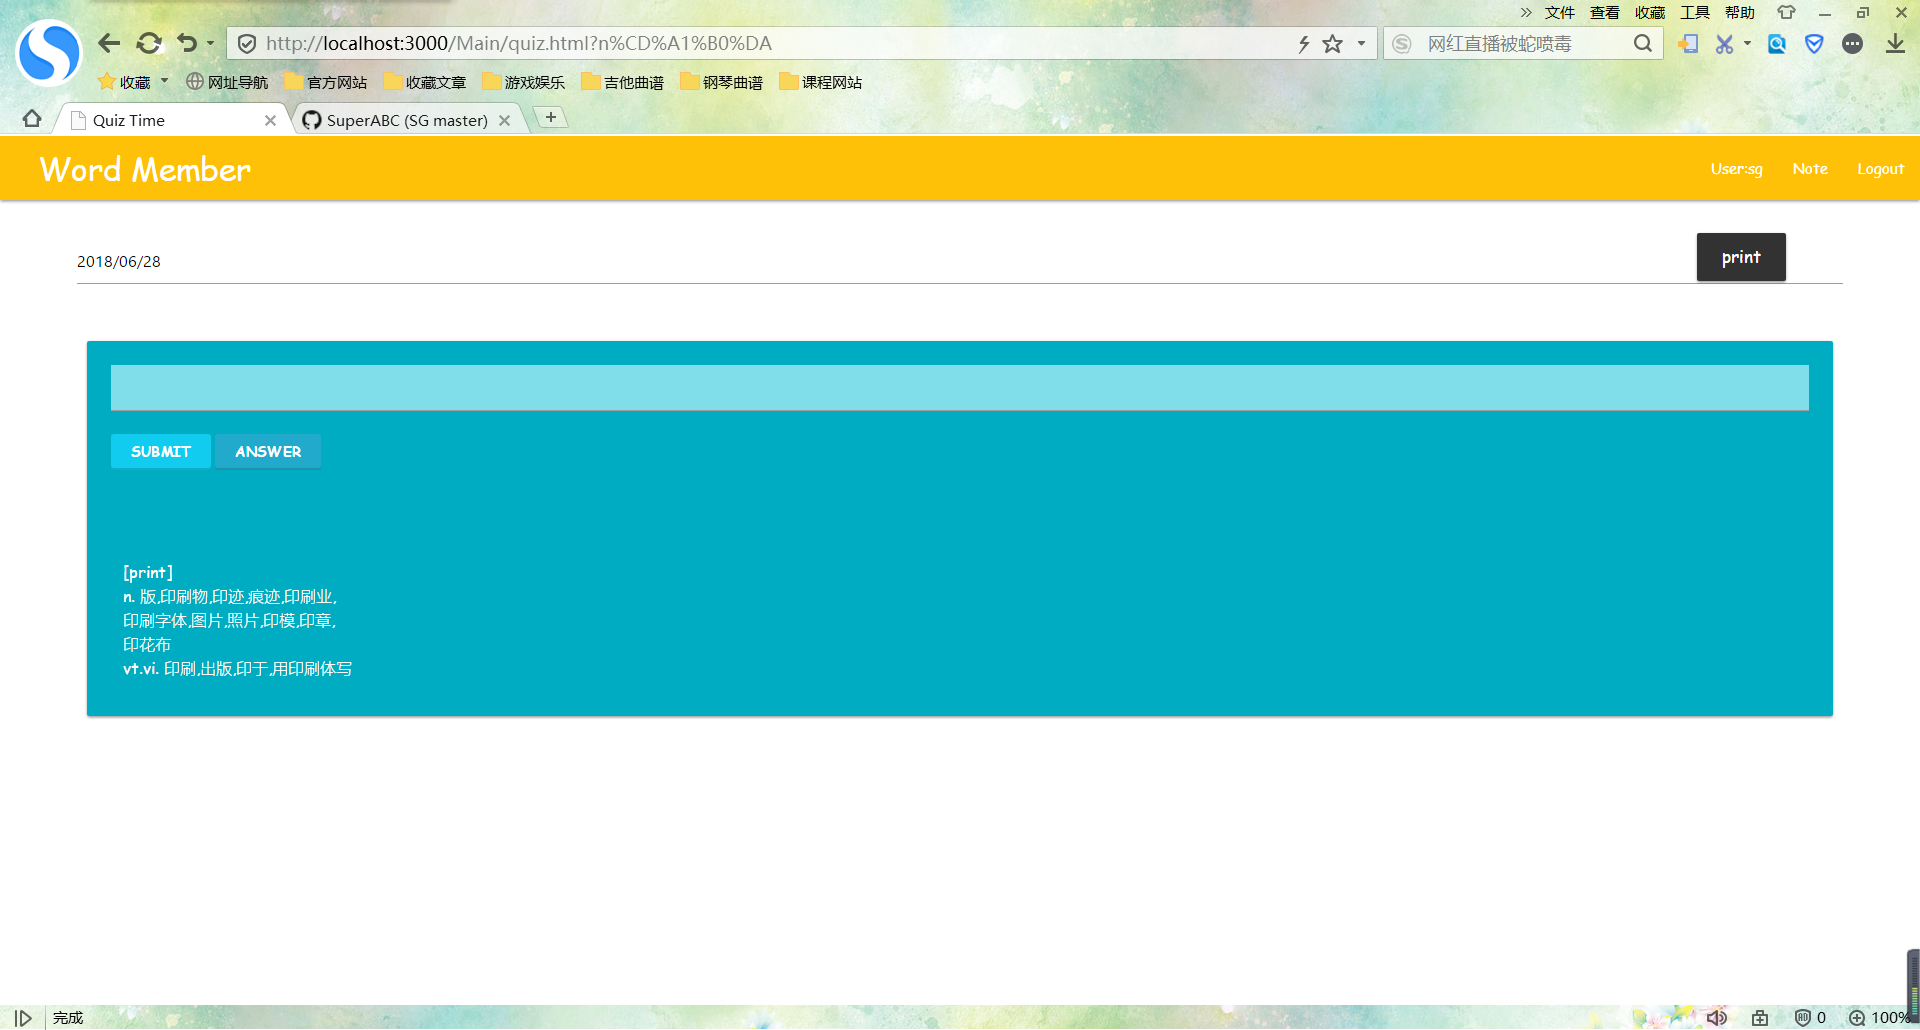 文件 查看 收藏 工具 帮助
http://localhost:3000/Main/quiz.html?n%CD%A1%B0%DA
网红直播被蛇喷毒
收藏 网址导航 官方网站 收藏文章 游戏娱乐 吉他曲谱 钢琴曲谱 课程网站
Quiz Time SuperABC (SG master)
Word Member User:sg Note Logout
2018/06/28
print
SUBMIT ANSWER
[print]
n. 版,印刷物,印迹,痕迹,印刷业,
印刷字体,图片,照片,印模,印章,
印花布
vt.vi. 印刷,出版,印于,用印刷体写
完成 0 100%